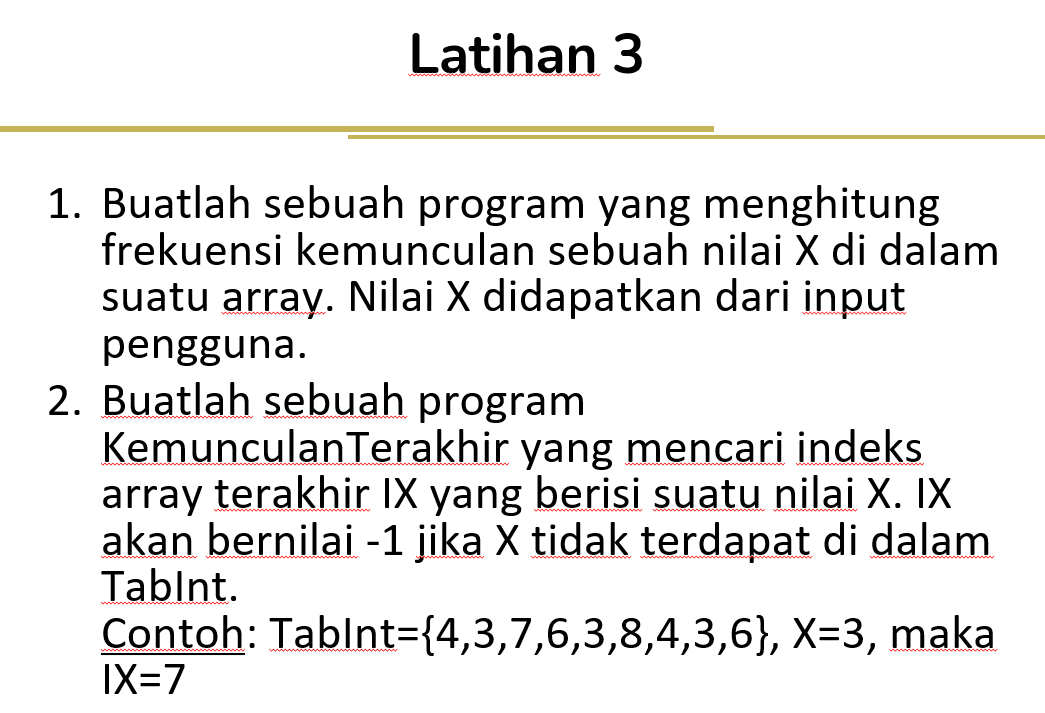 Latihan 3
1. Buatlah sebuah program yang menghitung
frekuensi kemunculan sebuah nilai X di dalam
suatu array. Nilai X didapatkan dari input
pengguna.
2. Buatlah sebuah program
KemunculanTerakhir yang mencari indeks
array terakhir IX yang berisi suatu nilai X. IX
akan bernilai -1 jika X tidak terdapat di dalam
TabInt.
Contoh: TabInt={4,3,7,6,3,8,4,3,6}, X=3, maka
IX=7